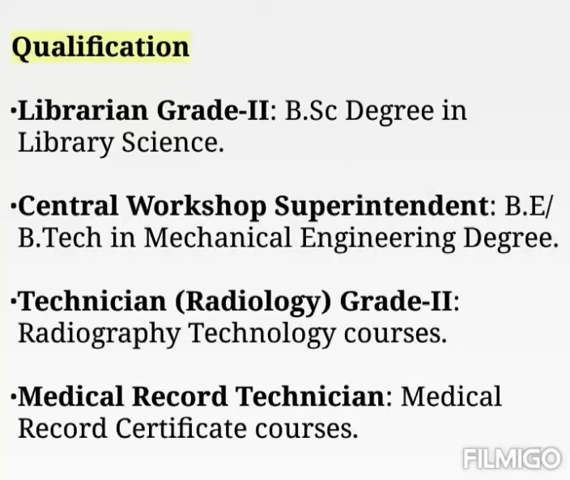 Qualification
•Librarian Grade-II: B.Sc Degree in
Library Science.
•Central Workshop Superintendent: B.E/
B.Tech in Mechanical Engineering Degree.
•Technician (Radiology) Grade-II:
Radiography Technology courses.
•Medical Record Technician: Medical
Record Certificate courses.
FILMIGO